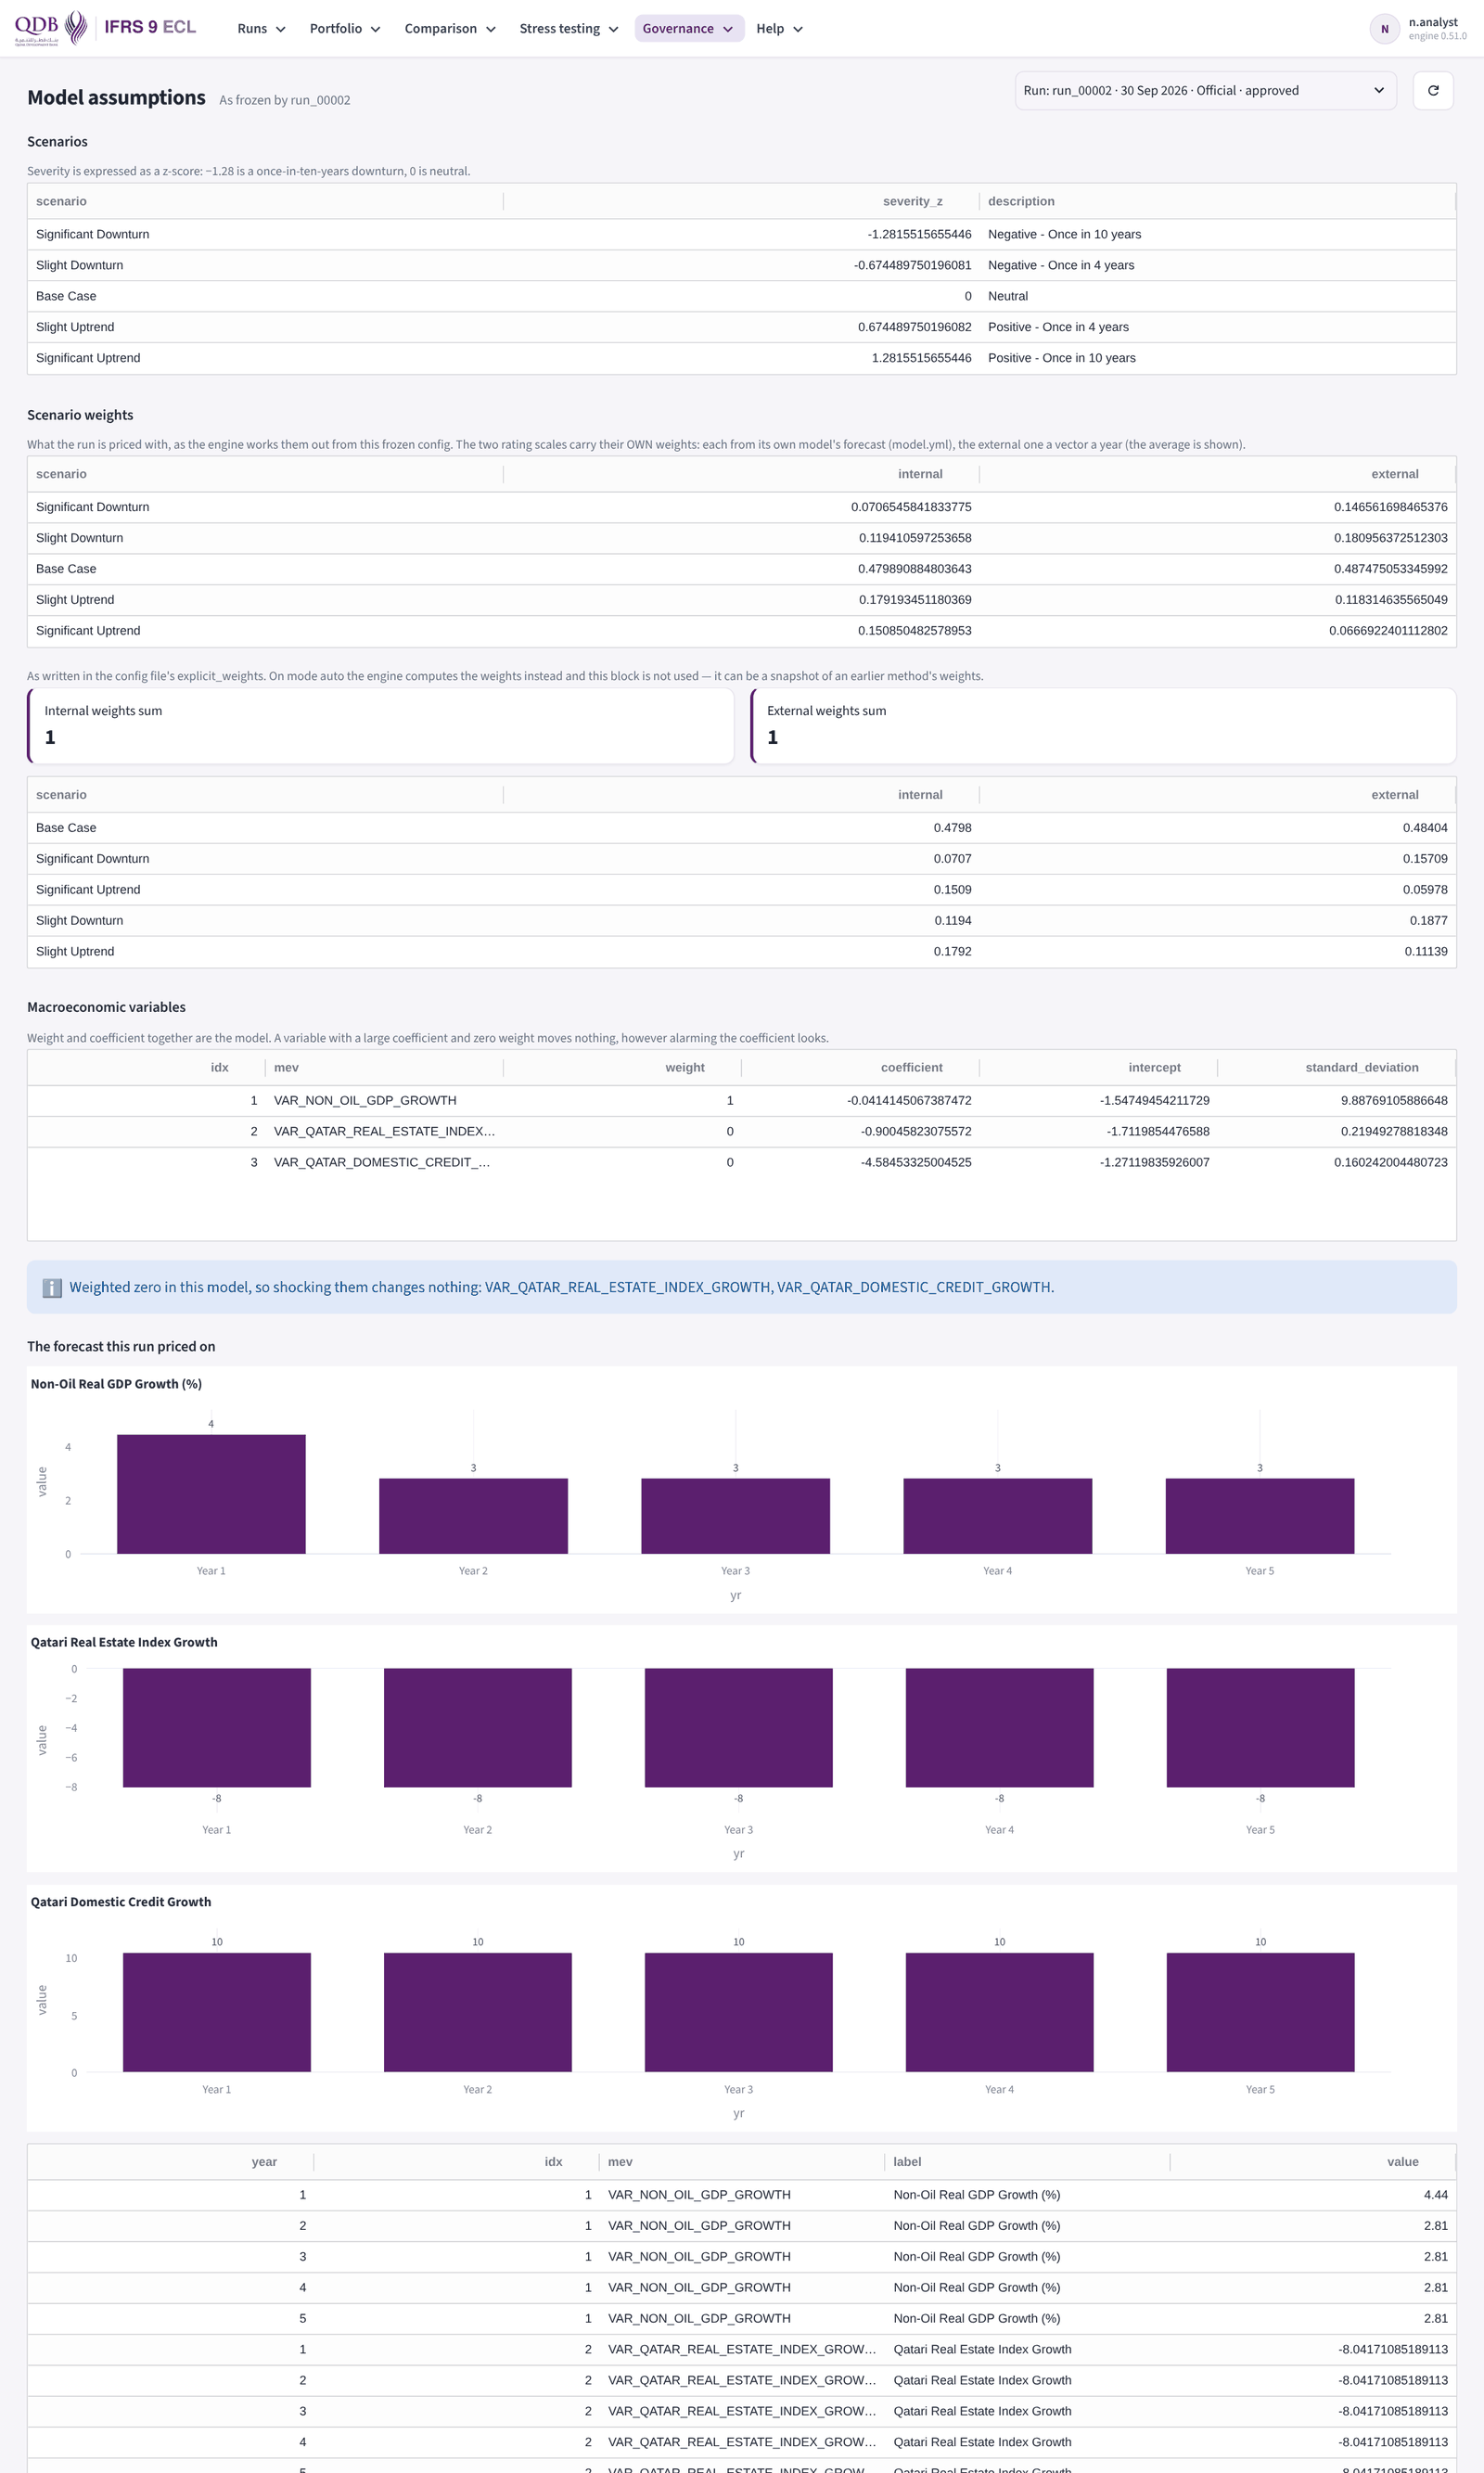 QDB IFRS 9 ECL Runs Portfolio Comparison Stress testing Governance Help N n.analyst
engine 0.51.0
Model assumptions As frozen by run_00002 Run: run_00002 · 30 Sep 2026 · Official · approved
Scenarios
Severity is expressed as a z-score: −1.28 is a once-in-ten-years downturn, 0 is neutral.
scenario severity_z description
Significant Downturn -1.2815515655446 Negative - Once in 10 years
Slight Downturn -0.674489750196081 Negative - Once in 4 years
Base Case 0 Neutral
Slight Uptrend 0.674489750196082 Positive - Once in 4 years
Significant Uptrend 1.2815515655446 Positive - Once in 10 years
Scenario weights
What the run is priced with, as the engine works them out from this frozen config. The two rating scales carry their OWN weights: each from its own model's forecast (model.yml), the external one a vector a year (the average is shown).
scenario internal external
Significant Downturn 0.0706545841833775 0.146561698465376
Slight Downturn 0.119410597253658 0.180956372512303
Base Case 0.479890884803643 0.487475053345992
Slight Uptrend 0.179193451180369 0.118314635565049
Significant Uptrend 0.150850482578953 0.0666922401112802
As written in the config file's explicit_weights. On mode auto the engine computes the weights instead and this block is not used — it can be a snapshot of an earlier method's weights.
Internal weights sum External weights sum
1 1
scenario internal external
Base Case 0.4798 0.48404
Significant Downturn 0.0707 0.15709
Significant Uptrend 0.1509 0.05978
Slight Downturn 0.1194 0.1877
Slight Uptrend 0.1792 0.11139
Macroeconomic variables
Weight and coefficient together are the model. A variable with a large coefficient and zero weight moves nothing, however alarming the coefficient looks.
idx mev weight coefficient intercept standard_deviation
1 VAR_NON_OIL_GDP_GROWTH 1 -0.0414145067387472 -1.54749454211729 9.88769105886648
2 VAR_QATAR_REAL_ESTATE_INDEX… 0 -0.90045823075572 -1.7119854476588 0.21949278818348
3 VAR_QATAR_DOMESTIC_CREDIT_… 0 -4.58453325004525 -1.27119835926007 0.160242004480723
Weighted zero in this model, so shocking them changes nothing: VAR_QATAR_REAL_ESTATE_INDEX_GROWTH, VAR_QATAR_DOMESTIC_CREDIT_GROWTH.
The forecast this run priced on
Non-Oil Real GDP Growth (%)
4 3 3 3 3
4
2
0
value
Year 1 Year 2 Year 3 Year 4 Year 5
yr
Qatari Real Estate Index Growth
0
−2
−4
−6
−8
value
-8 -8 -8 -8 -8
Year 1 Year 2 Year 3 Year 4 Year 5
yr
Qatari Domestic Credit Growth
10 10 10 10 10
10
5
0
value
Year 1 Year 2 Year 3 Year 4 Year 5
yr
year idx mev label value
1 1 VAR_NON_OIL_GDP_GROWTH Non-Oil Real GDP Growth (%) 4.44
2 1 VAR_NON_OIL_GDP_GROWTH Non-Oil Real GDP Growth (%) 2.81
3 1 VAR_NON_OIL_GDP_GROWTH Non-Oil Real GDP Growth (%) 2.81
4 1 VAR_NON_OIL_GDP_GROWTH Non-Oil Real GDP Growth (%) 2.81
5 1 VAR_NON_OIL_GDP_GROWTH Non-Oil Real GDP Growth (%) 2.81
1 2 VAR_QATAR_REAL_ESTATE_INDEX_GROW… Qatari Real Estate Index Growth -8.04171085189113
2 2 VAR_QATAR_REAL_ESTATE_INDEX_GROW… Qatari Real Estate Index Growth -8.04171085189113
3 2 VAR_QATAR_REAL_ESTATE_INDEX_GROW… Qatari Real Estate Index Growth -8.04171085189113
4 2 VAR_QATAR_REAL_ESTATE_INDEX_GROW… Qatari Real Estate Index Growth -8.04171085189113
5 2 VAR_QATAR_REAL_ESTATE_INDEX_GROW… Qatari Real Estate Index Growth -8.04171085189113